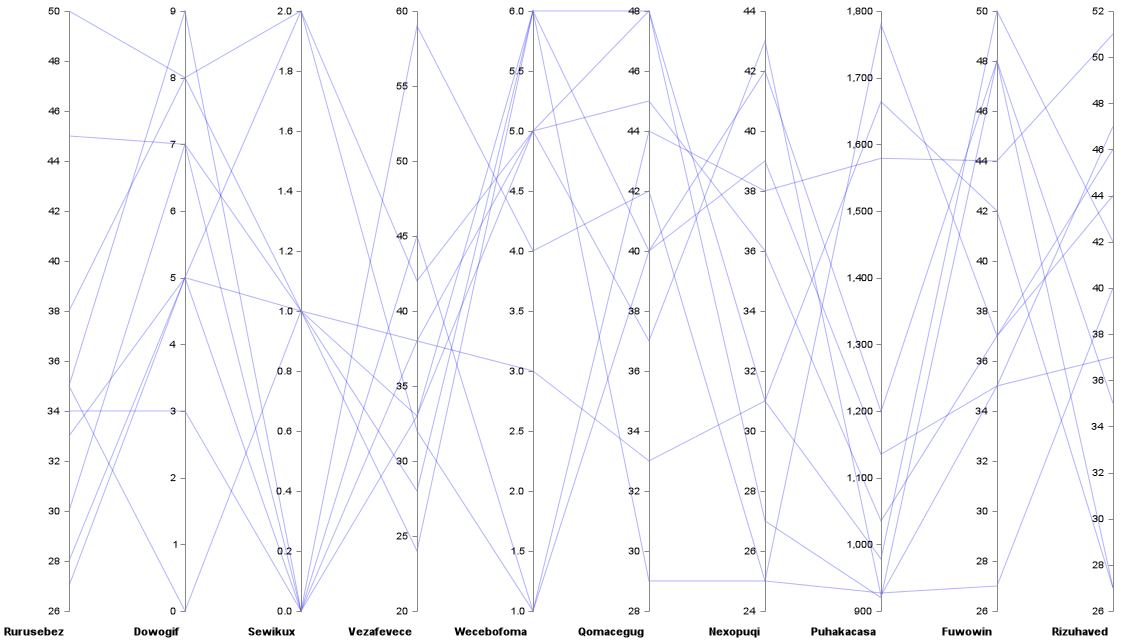 50 9 2.0 60 6.0 48 44 1,800 50 52
48 8 1.8 55 5.5 46 42 1,700 48 50
46 7 1.6 50 5.0 44 40 1,600 46 48
44 6 1.4 45 4.5 42 38 1,500 44 46
42 5 1.2 40 4.0 40 36 1,400 42 44
40 4 1.0 35 3.5 38 34 1,300 40 42
38 3 0.8 30 3.0 36 32 1,200 38 40
36 2 0.6 25 2.5 34 30 1,100 36 38
34 1 0.4 20 2.0 32 28 1,000 34 36
32 0 0.2 1.5 30 26 900 32 34
30 0.0 1.0 28 24 30 32
28 28 30
26 26 28
26
Rurusebez Dowogif Sewikux Vezafevece Wecebofoma Qomacegug Nexopuqi Puhakacasa Fuwowin Rizuhaved